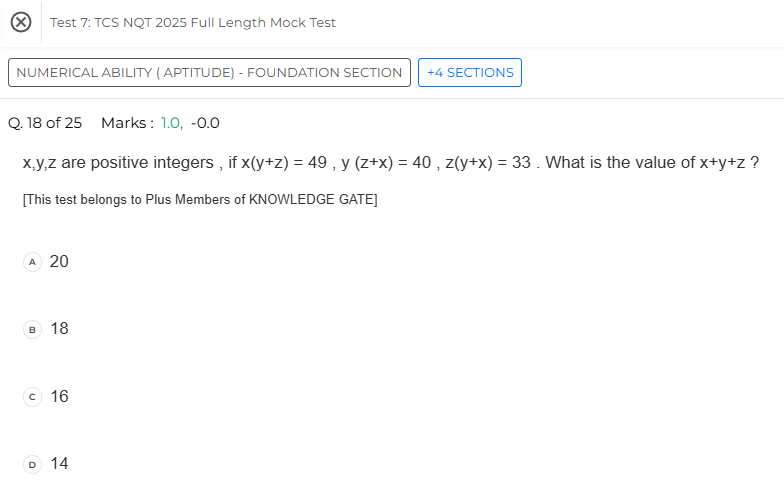 Test 7: TCS NQT 2025 Full Length Mock Test
NUMERICAL ABILITY ( APTITUDE) - FOUNDATION SECTION
+4 SECTIONS
Q. 18 of 25 Marks : 1.0, -0.0
x,y,z are positive integers , if x(y+z) = 49 , y (z+x) = 40 , z(y+x) = 33 . What is the value of x+y+z ?
[This test belongs to Plus Members of KNOWLEDGE GATE]
A 20
B 18
C 16
D 14